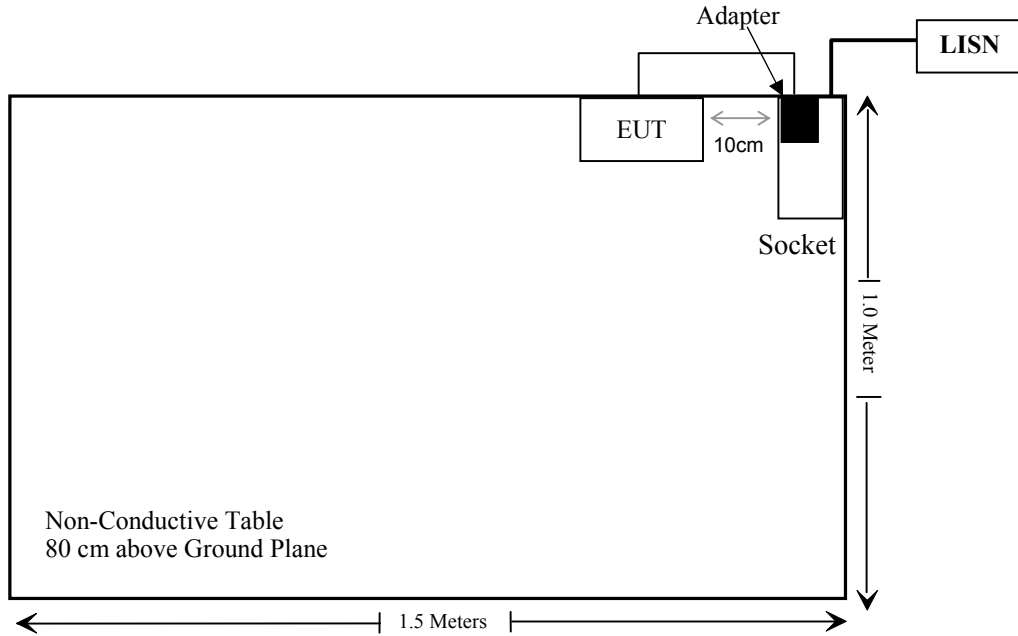 Adapter
LISN
EUT
10cm
Socket
1.0 Meter
Non-Conductive Table
80 cm above Ground Plane
1.5 Meters